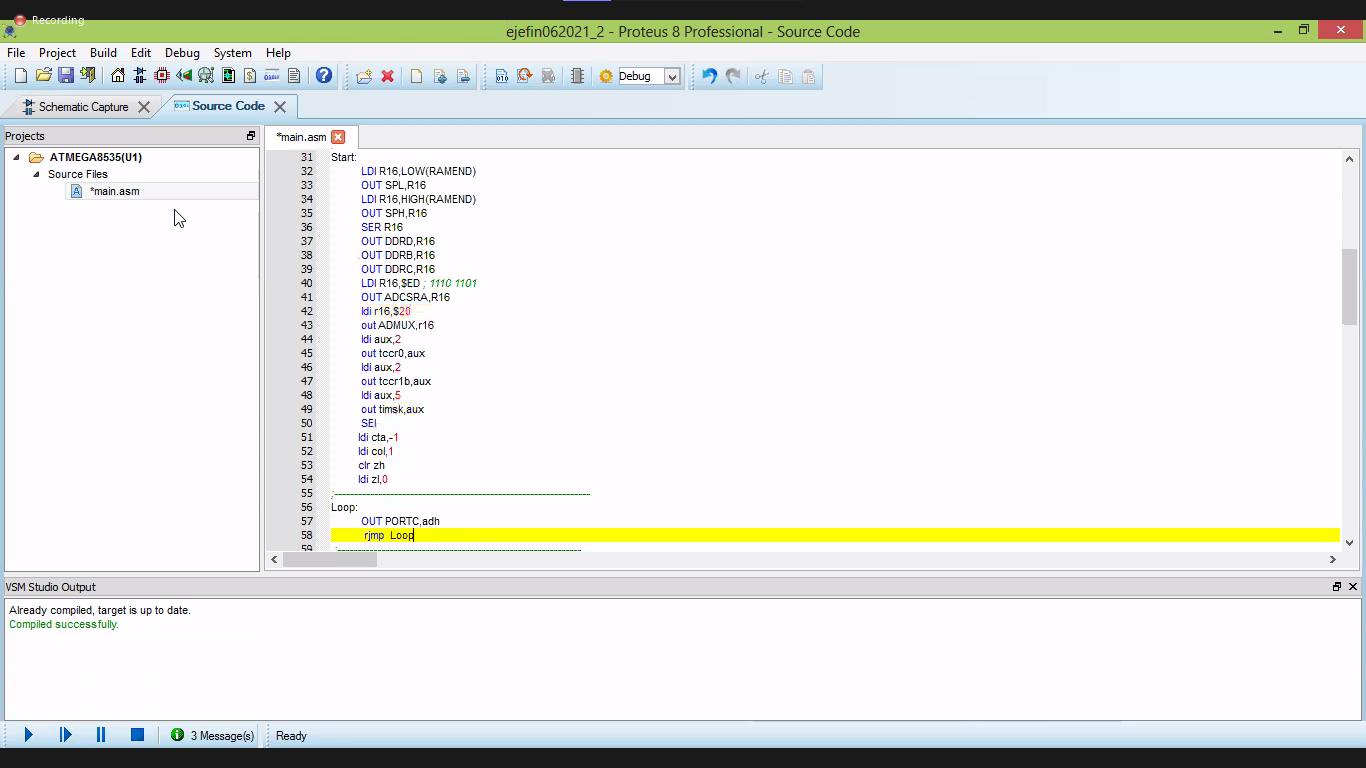 Recording
ejefin062021_2 - Proteus 8 Professional - Source Code
File Project Build Edit Debug System Help
Debug
Schematic Capture
Source Code
Projects
*main.asm
ATMEGA8535(U1)
Source Files
*main.asm
31 Start:
32 LDI R16,LOW(RAMEND)
33 OUT SPL,R16
34 LDI R16,HIGH(RAMEND)
35 OUT SPH,R16
36 SER R16
37 OUT DDRD,R16
38 OUT DDRB,R16
39 OUT DDRC,R16
40 LDI R16,$ED ; 1110 1101
41 OUT ADCSRA,R16
42 ldi r16,$20
43 out ADMUX,r16
44 ldi aux,2
45 out tccr0,aux
46 ldi aux,2
47 out tccr1b,aux
48 ldi aux,5
49 out timsk,aux
50 SEI
51 ldi cta,-1
52 ldi col,1
53 clr zh
54 ldi zl,0
55 ;----------------------------------------------------------------
56 Loop:
57 OUT PORTC,adh
58 rjmp Loop
59 ;-------------------------------------------------------------
VSM Studio Output
Already compiled, target is up to date.
Compiled successfully.
3 Message(s)
Ready